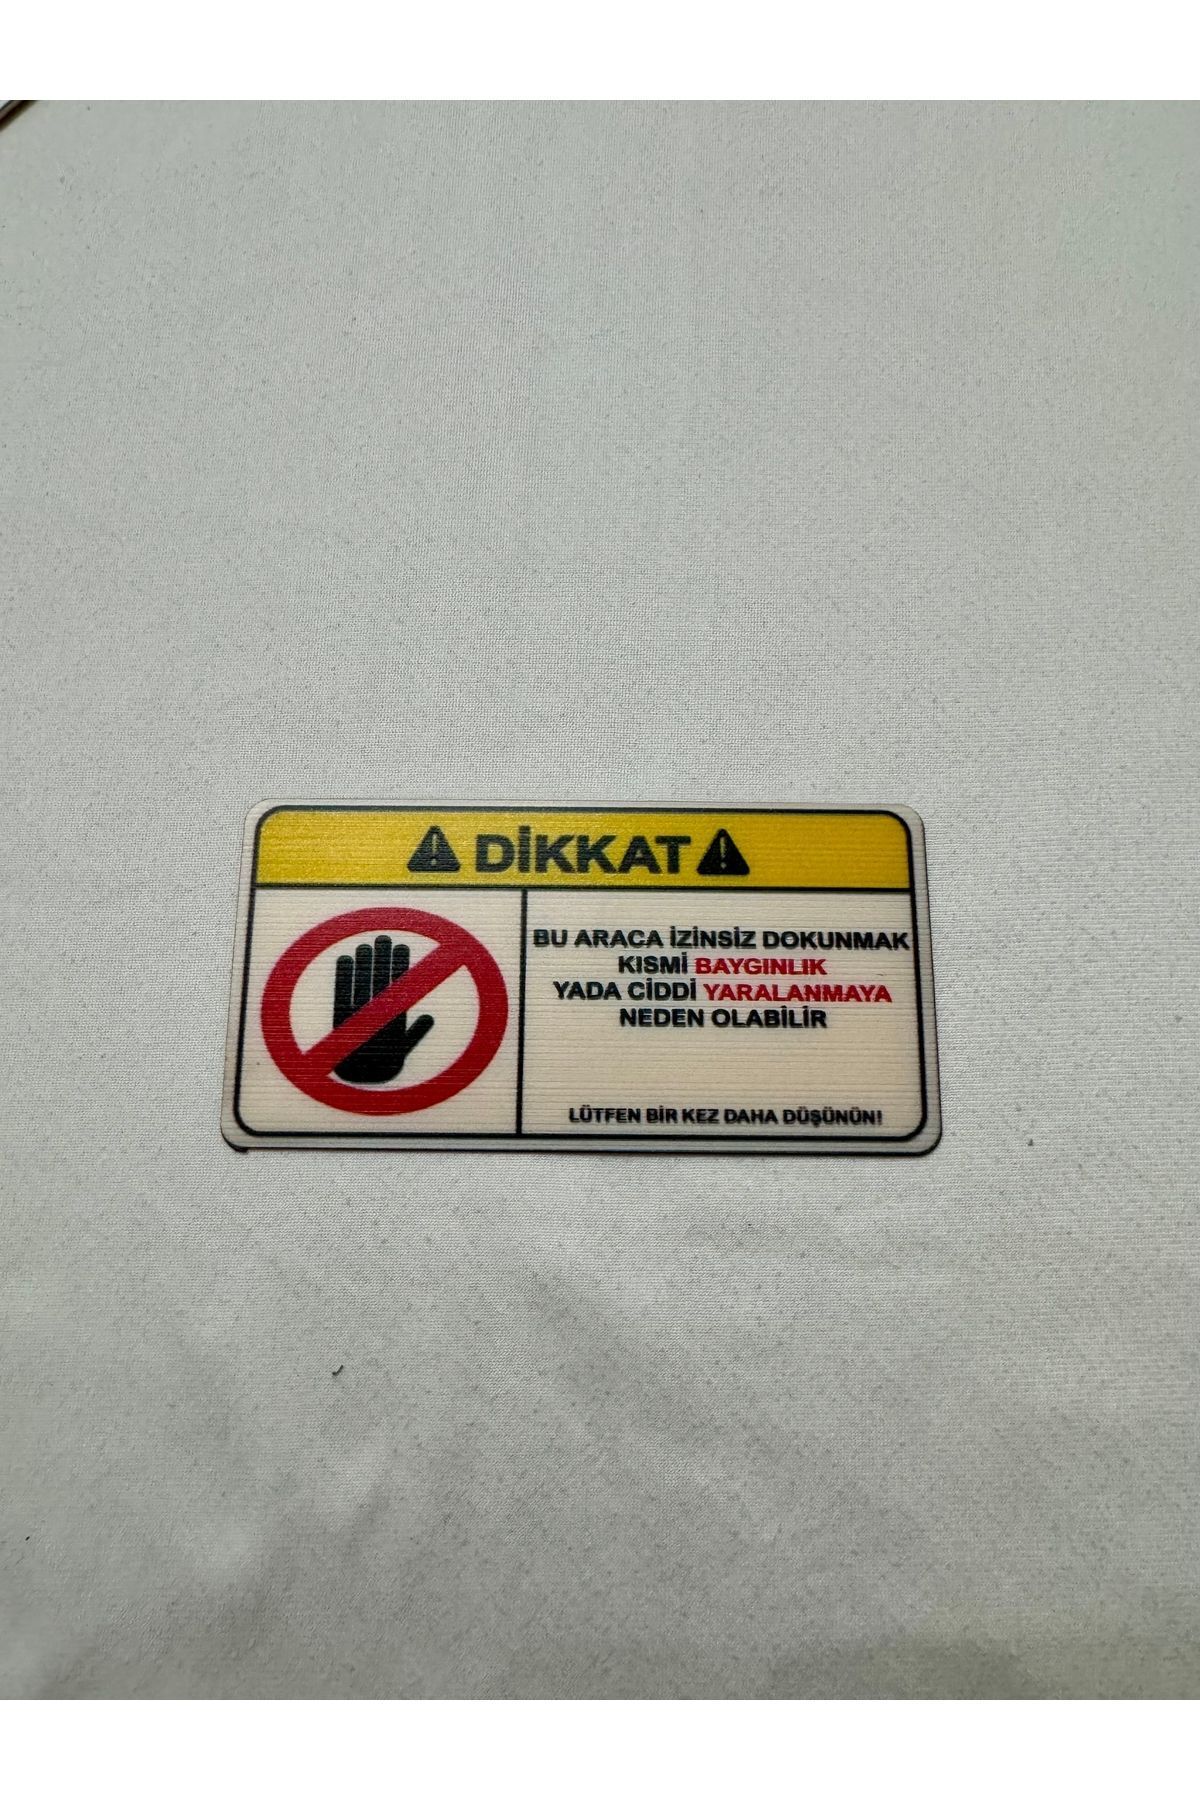 DİKKAT
BU ARACA İZİNSİZ DOKUNMAK
KISMİ BAYGINLIK
YADA CİDDİ YARALANMAYA
NEDEN OLABİLİR
LÜTFEN BİR KEZ DAHA DÜŞÜNÜN!